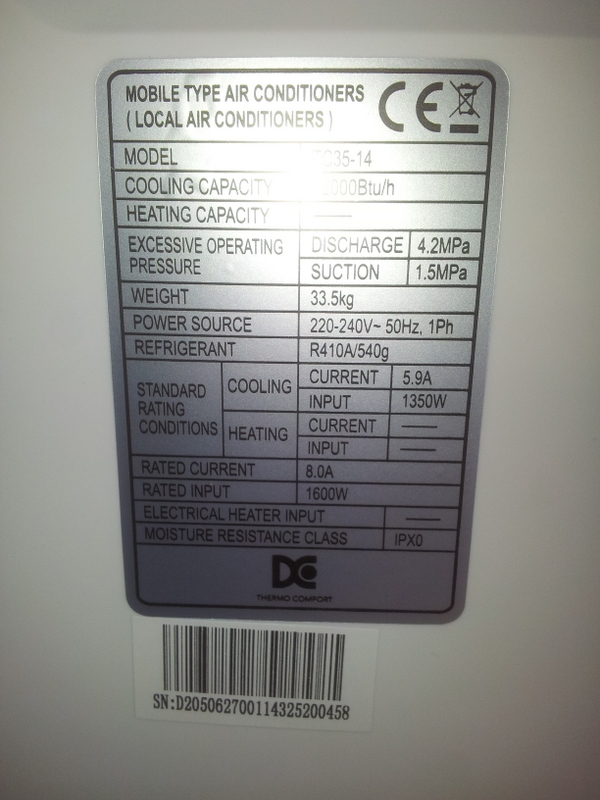 MOBILE TYPE AIR CONDITIONERS
( LOCAL AIR CONDITIONERS )
CE
MODEL
COOLING CAPACITY
HEATING CAPACITY ——
EXCESSIVE OPERATING PRESSURE
DISCHARGE 4.2MPa
SUCTION 1.5MPa
WEIGHT 33.5kg
POWER SOURCE 220-240V~ 50Hz, 1Ph
REFRIGERANT R410A/540g
STANDARD RATING CONDITIONS
COOLING
CURRENT 5.9A
INPUT 1350W
HEATING
CURRENT ——
INPUT ——
RATED CURRENT 8.0A
RATED INPUT 1600W
ELECTRICAL HEATER INPUT ——
MOISTURE RESISTANCE CLASS IPX0
THERMO COMFORT
SN:D205062700114325200458